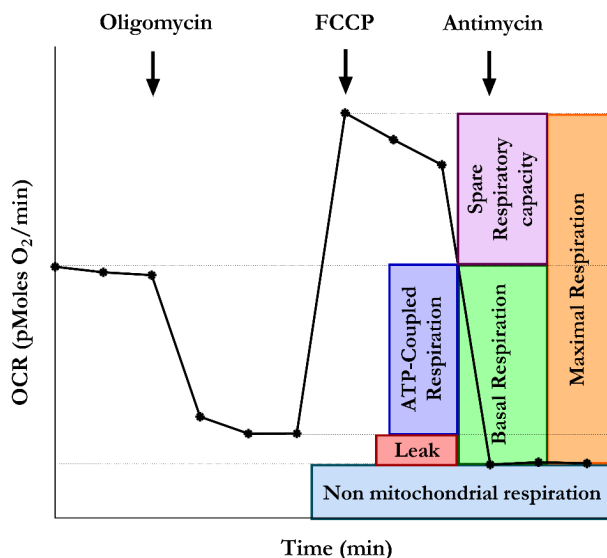 Oligomycin
FCCP
Antimycin
OCR (pMoles O₂/min)
Spare
Respiratory
capacity
Maximal Respiration
ATP-Coupled
Respiration
Basal Respiration
Leak
Non mitochondrial respiration
Time (min)